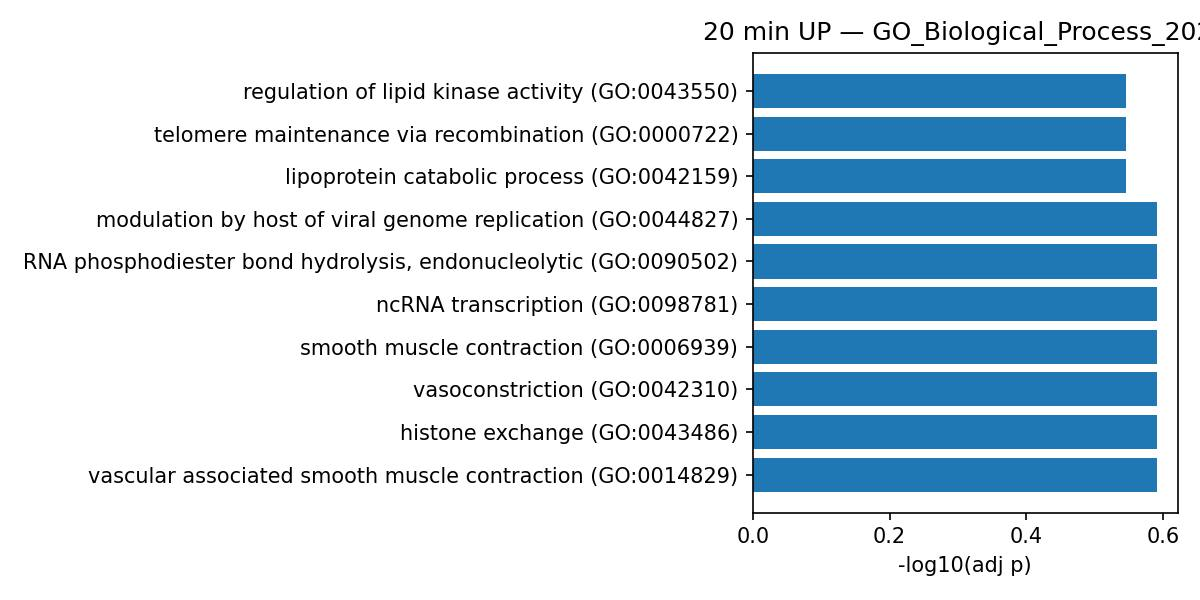 20 min UP — GO_Biological_Process_202
regulation of lipid kinase activity (GO:0043550)
telomere maintenance via recombination (GO:0000722)
lipoprotein catabolic process (GO:0042159)
modulation by host of viral genome replication (GO:0044827)
RNA phosphodiester bond hydrolysis, endonucleolytic (GO:0090502)
ncRNA transcription (GO:0098781)
smooth muscle contraction (GO:0006939)
vasoconstriction (GO:0042310)
histone exchange (GO:0043486)
vascular associated smooth muscle contraction (GO:0014829)
0.0 0.2 0.4 0.6
-log10(adj p)